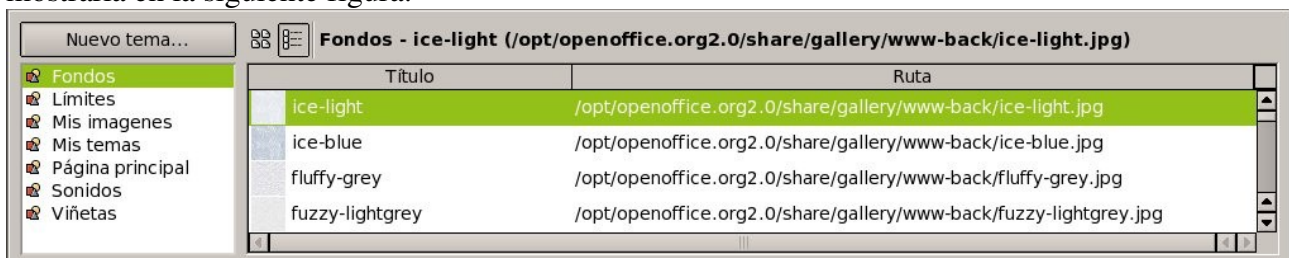 mostraría en la siguiente figura.
Nuevo tema...
Fondos - ice-light (/opt/openoffice.org2.0/share/gallery/www-back/ice-light.jpg)
Fondos
Límites
Mis imagenes
Mis temas
Página principal
Sonidos
Viñetas
Título Ruta
ice-light /opt/openoffice.org2.0/share/gallery/www-back/ice-light.jpg
ice-blue /opt/openoffice.org2.0/share/gallery/www-back/ice-blue.jpg
fluffy-grey /opt/openoffice.org2.0/share/gallery/www-back/fluffy-grey.jpg
fuzzy-lightgrey /opt/openoffice.org2.0/share/gallery/www-back/fuzzy-lightgrey.jpg